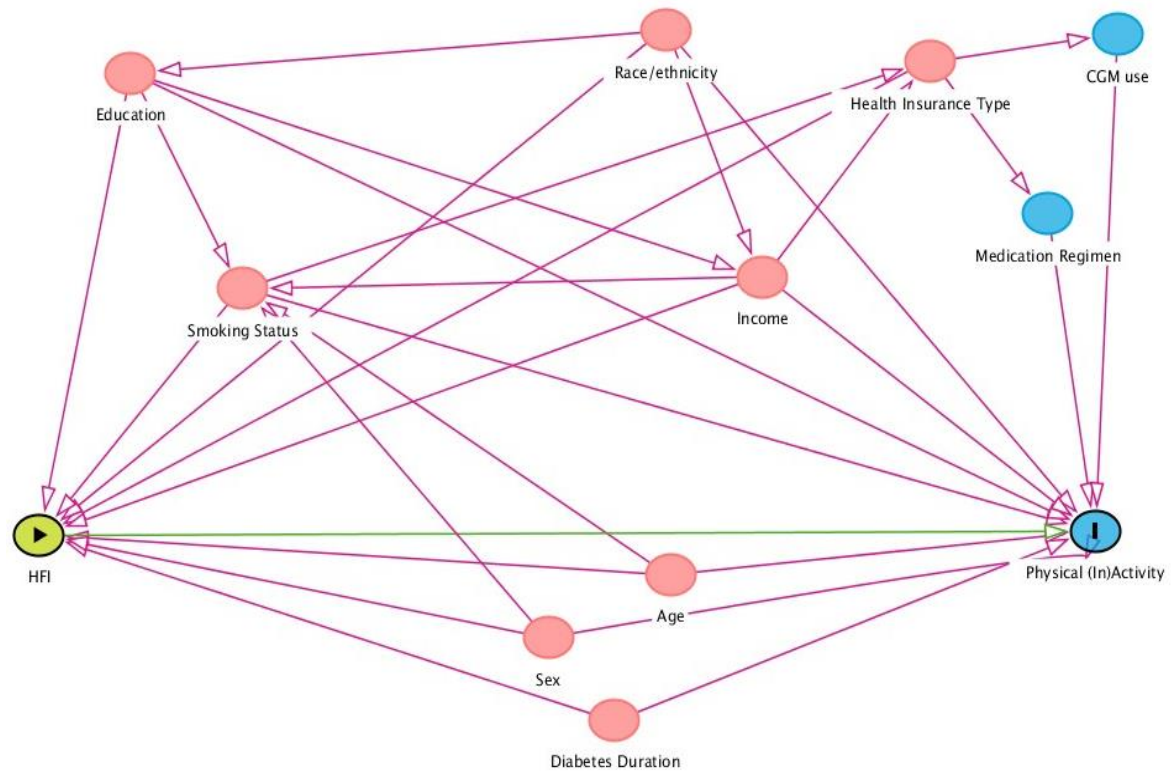 Race/ethnicity
Education
Health Insurance Type
CGM use
Medication Regimen
Smoking Status
Income
HFI
Physical (In)Activity
Age
Sex
Diabetes Duration